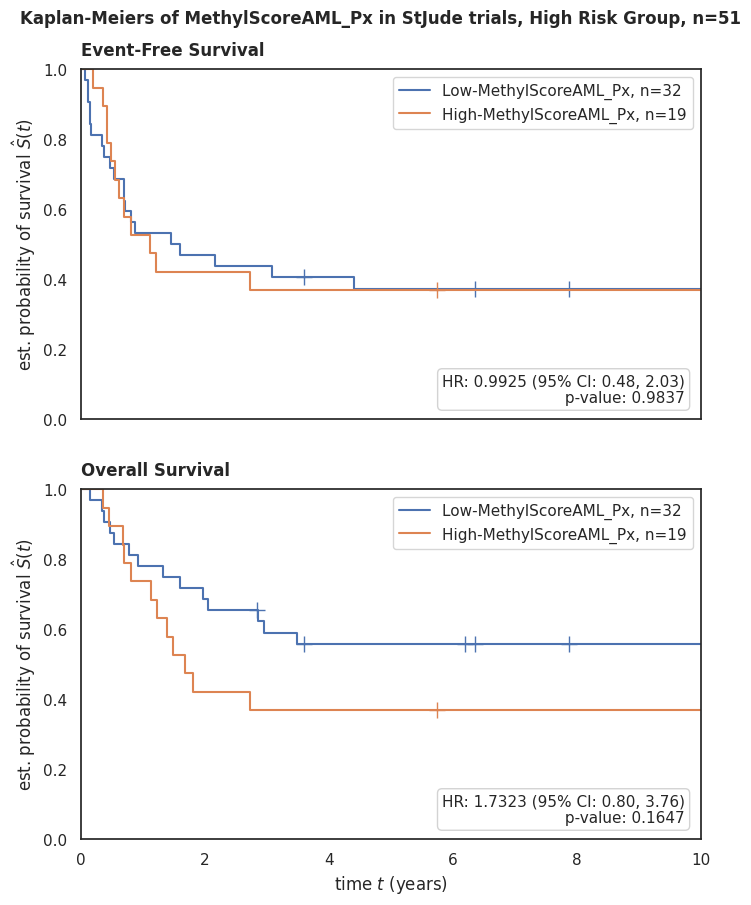 Kaplan-Meiers of MethylScoreAML_Px in StJude trials, High Risk Group, n=51
Event-Free Survival
est. probability of survival Ŝ(t)
1.0
0.8
0.6
0.4
0.2
0.0
Low-MethylScoreAML_Px, n=32
High-MethylScoreAML_Px, n=19
HR: 0.9925 (95% CI: 0.48, 2.03)
p-value: 0.9837
Overall Survival
est. probability of survival Ŝ(t)
1.0
0.8
0.6
0.4
0.2
0.0
Low-MethylScoreAML_Px, n=32
High-MethylScoreAML_Px, n=19
HR: 1.7323 (95% CI: 0.80, 3.76)
p-value: 0.1647
0 2 4 6 8 10
time t (years)